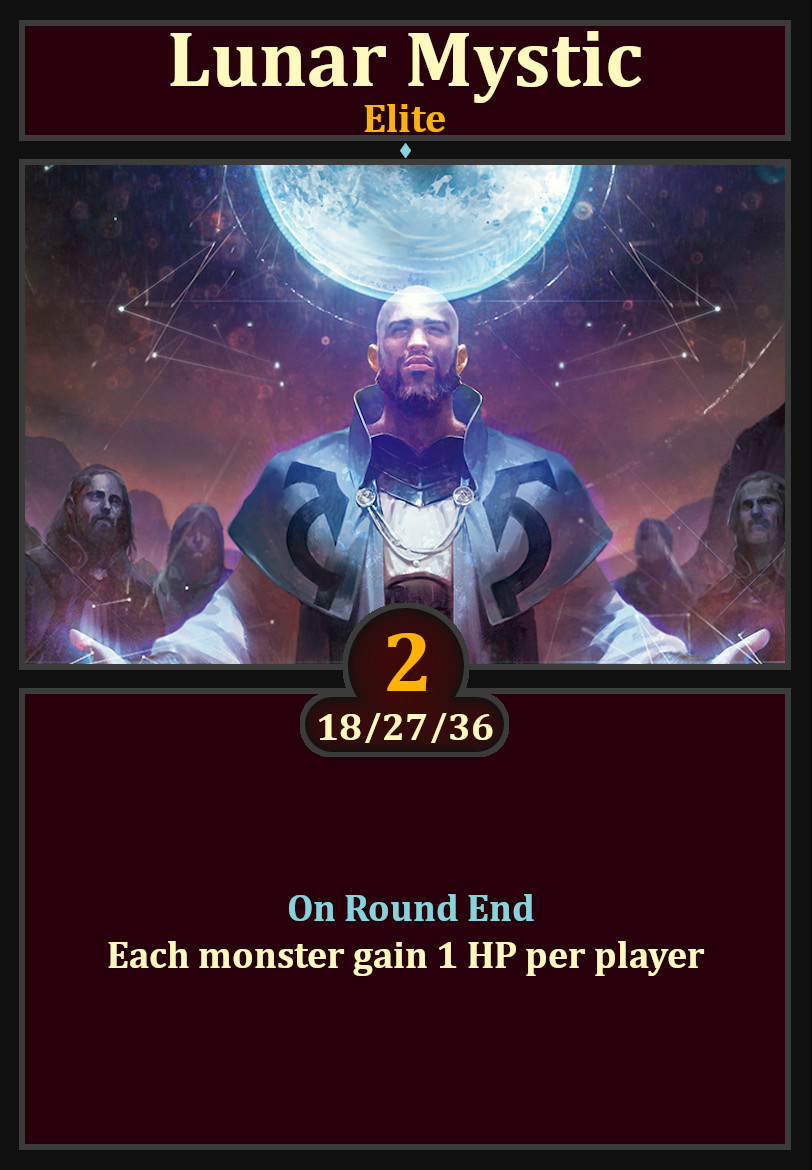 Lunar Mystic
Elite
2
18/27/36
On Round End
Each monster gain 1 HP per player